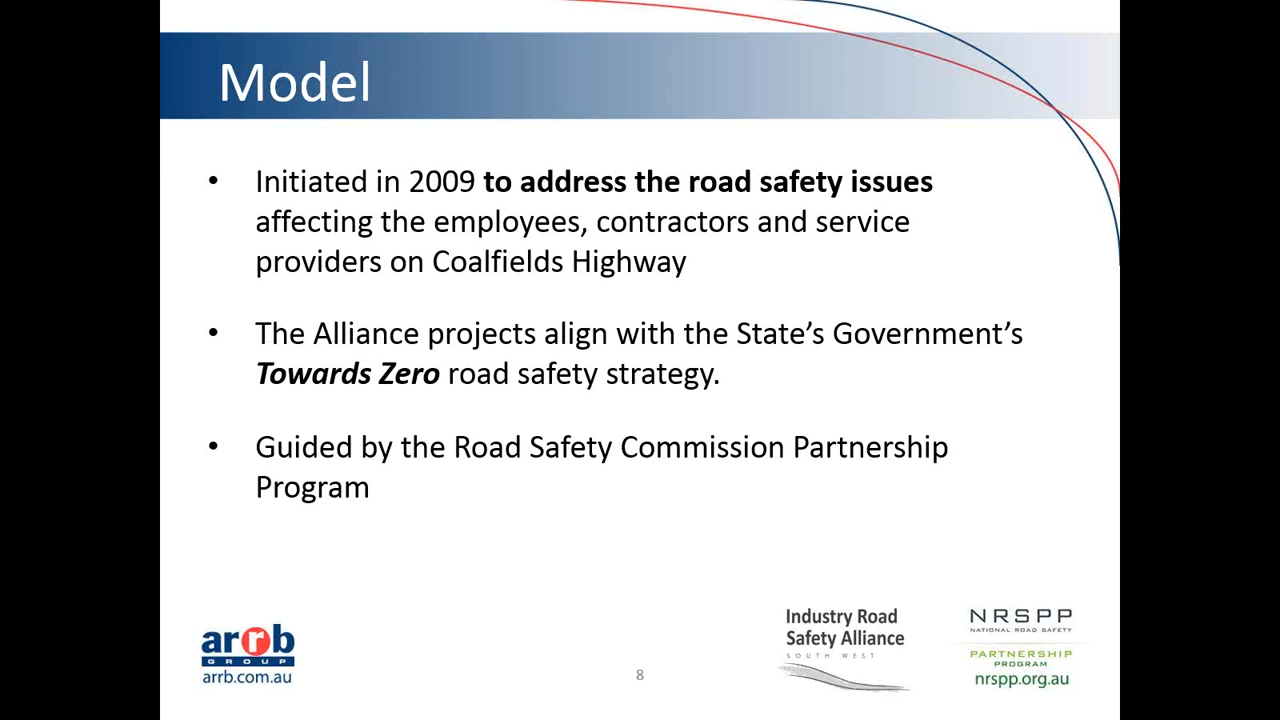 Model
• Initiated in 2009 to address the road safety issues
affecting the employees, contractors and service
providers on Coalfields Highway
• The Alliance projects align with the State’s Government’s
Towards Zero road safety strategy.
• Guided by the Road Safety Commission Partnership
Program
arrb
GROUP
arrb.com.au
8
Industry Road
Safety Alliance
SOUTH WEST
NRSPP
NATIONAL ROAD SAFETY
PARTNERSHIP
PROGRAM
nrspp.org.au